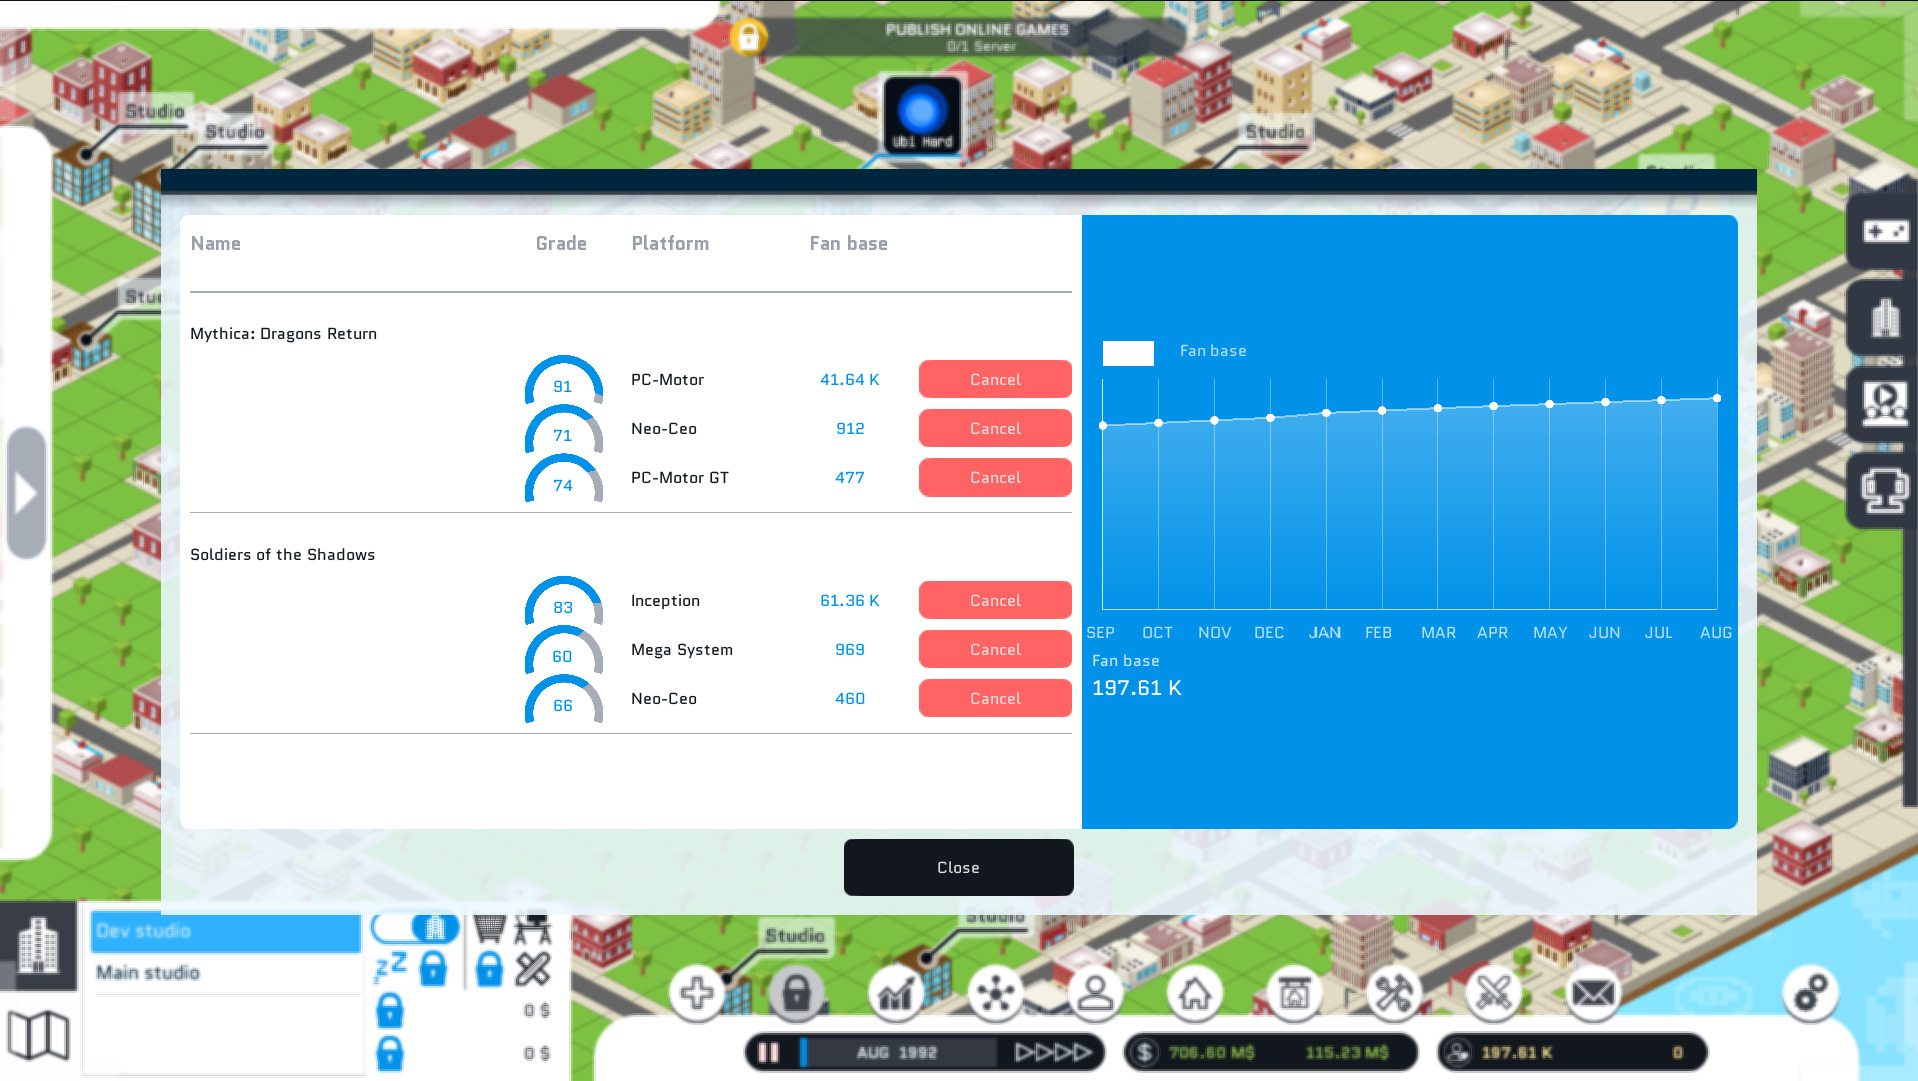 PUBLISH ONLINE GAMES
0/1 Server
Ubl Hard
Studio
Studio
Studio
Name Grade Platform Fan base
Mythica: Dragons Return
91 PC-Motor 41.64 K Cancel
71 Neo-Ceo 912 Cancel
74 PC-Motor GT 477 Cancel
Soldiers of the Shadows
83 Inception 61.36 K Cancel
60 Mega System 969 Cancel
66 Neo-Ceo 460 Cancel
Fan base
SEP OCT NOV DEC JAN FEB MAR APR MAY JUN JUL AUG
Fan base
197.61 K
Close
Studio
Studio
Dev studio
Main studio
0 $
0 $
AUG 1992
706.60 M$ 115.23 M$
197.61 K 0